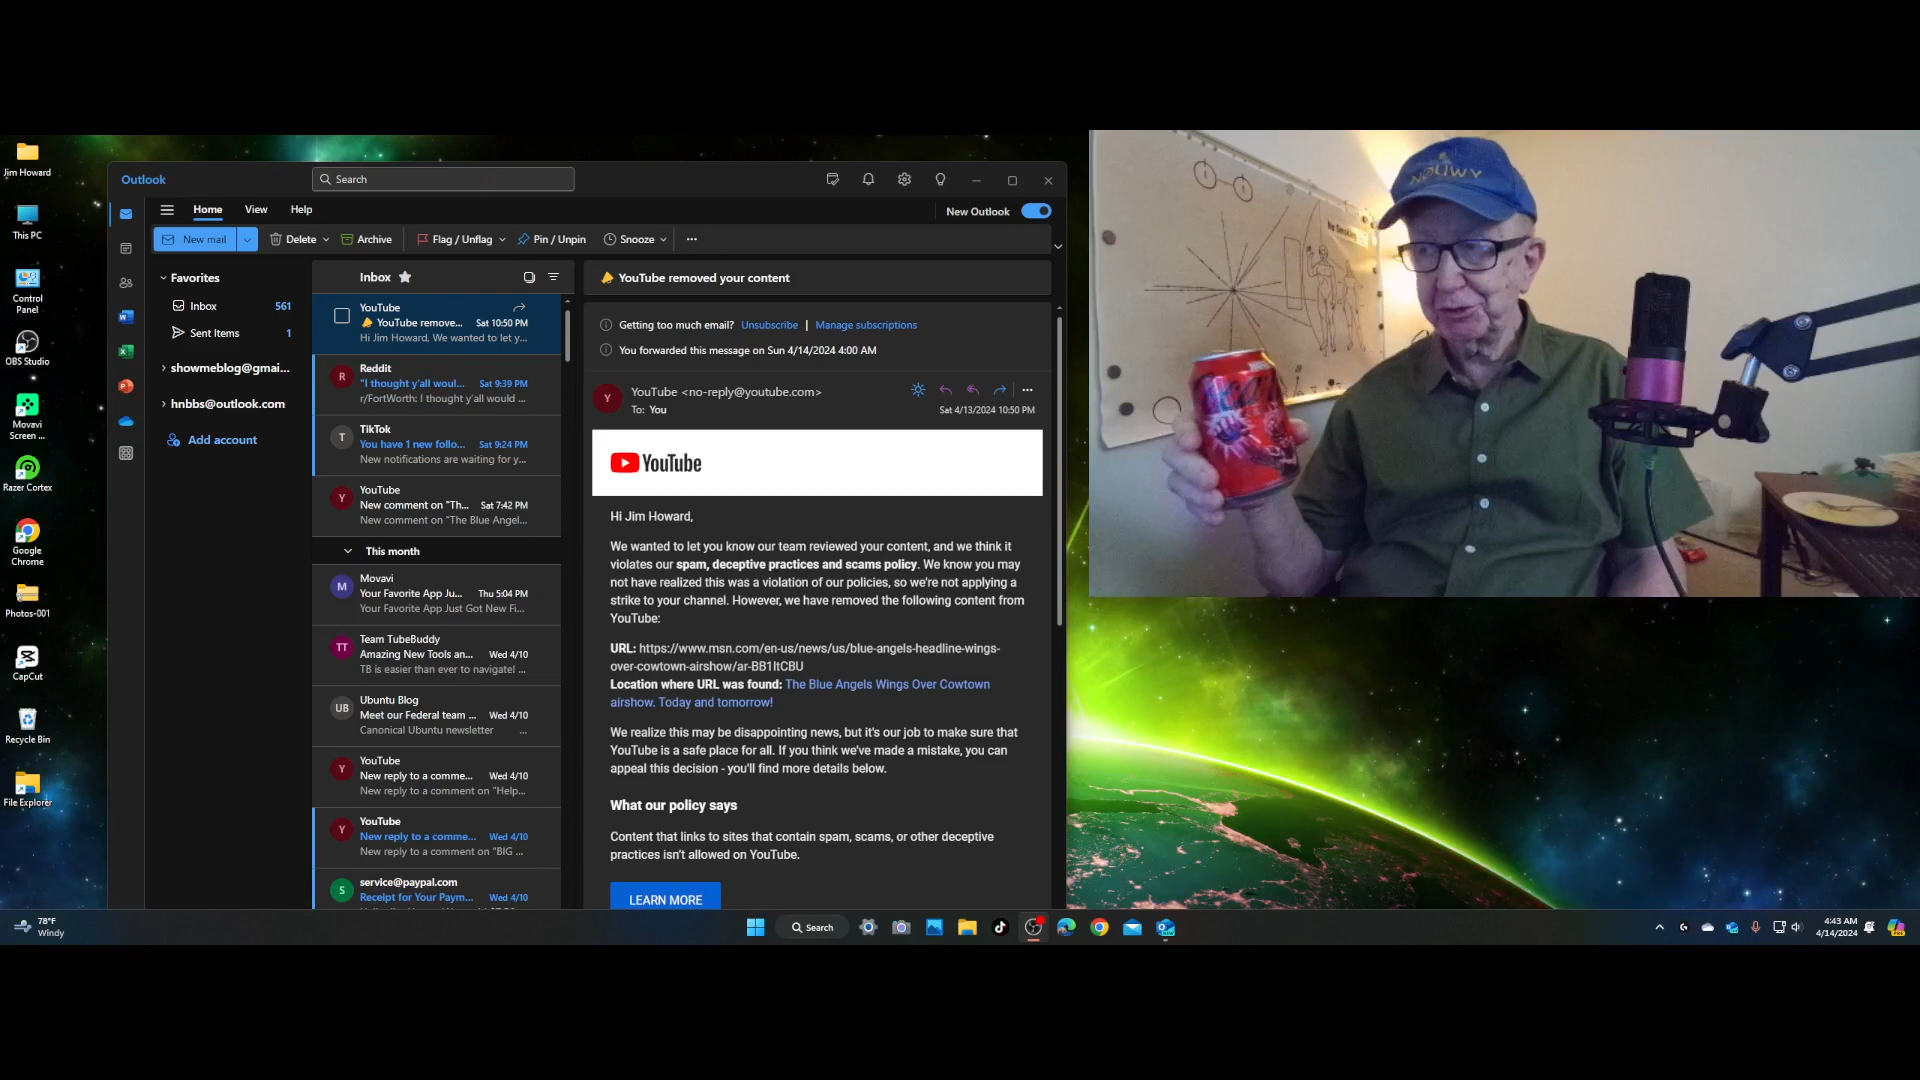 Jim Howard
This PC
Control
Panel
OBS Studio
Movavi
Screen ...
Razer Cortex
Google
Chrome
Photos-001
CapCut
Recycle Bin
File Explorer
Outlook
Search
Home
View
Help
New Outlook
New mail
Delete
Archive
Flag / Unflag
Pin / Unpin
Snooze
...
Favorites
Inbox 561
Sent Items 1
showmeblog@gmai...
hnbbs@outlook.com
Add account
Inbox
YouTube
YouTube remove... Sat 10:50 PM
Hi Jim Howard, We wanted to let y...
R
Reddit
"I thought y'all woul... Sat 9:39 PM
r/FortWorth: I thought y'all would ...
T
TikTok
You have 1 new follo... Sat 9:24 PM
New notifications are waiting for y...
Y
YouTube
New comment on "Th... Sat 7:42 PM
New comment on "The Blue Angel...
This month
M
Movavi
Your Favorite App Ju... Thu 5:04 PM
Your Favorite App Just Got New Fi...
TT
Team TubeBuddy
Amazing New Tools an... Wed 4/10
TB is easier than ever to navigate! ...
UB
Ubuntu Blog
Meet our Federal team ... Wed 4/10
Canonical Ubuntu newsletter ...
Y
YouTube
New reply to a comme... Wed 4/10
New reply to a comment on "Help...
Y
YouTube
New reply to a comme... Wed 4/10
New reply to a comment on "BIG ...
S
service@paypal.com
Receipt for Your Paym... Wed 4/10
YouTube removed your content
Getting too much email? Unsubscribe | Manage subscriptions
You forwarded this message on Sun 4/14/2024 4:00 AM
Y
YouTube <no-reply@youtube.com>
To: You
Sat 4/13/2024 10:50 PM
YouTube
Hi Jim Howard,
We wanted to let you know our team reviewed your content, and we think it
violates our spam, deceptive practices and scams policy. We know you may
not have realized this was a violation of our policies, so we're not applying a
strike to your channel. However, we have removed the following content from
YouTube:
URL: https://www.msn.com/en-us/news/us/blue-angels-headline-wings-
over-cowtown-airshow/ar-BB1ltCBU
Location where URL was found: The Blue Angels Wings Over Cowtown
airshow. Today and tomorrow!
We realize this may be disappointing news, but it's our job to make sure that
YouTube is a safe place for all. If you think we've made a mistake, you can
appeal this decision - you'll find more details below.
What our policy says
Content that links to sites that contain spam, scams, or other deceptive
practices isn't allowed on YouTube.
LEARN MORE
No Smoking
78°F
Windy
Search
4:43 AM
4/14/2024